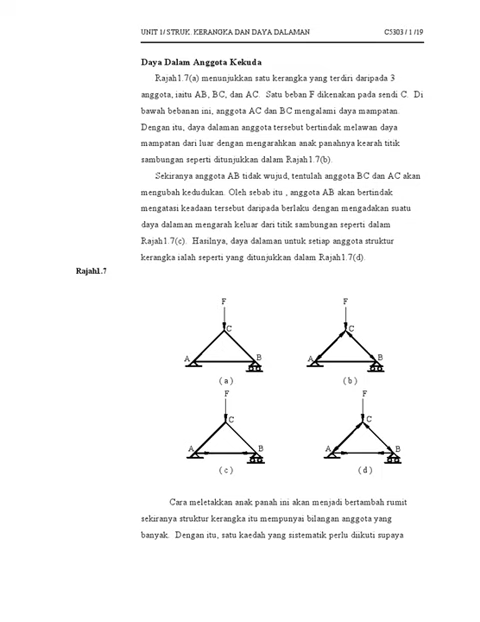 UNIT 1/ STRUK. KERANGKA DAN DAYA DALAMAN C5303 / 1 /19
Daya Dalam Anggota Kekuda
Rajah1.7(a) menunjukkan satu kerangka yang terdiri daripada 3
anggota, iaitu AB, BC, dan AC. Satu beban F dikenakan pada sendi C. Di
bawah bebanan ini, anggota AC dan BC mengalami daya mampatan.
Dengan itu, daya dalaman anggota tersebut bertindak melawan daya
mampatan dari luar dengan mengarahkan anak panahnya kearah titik
sambungan seperti ditunjukkan dalam Rajah1.7(b).
Sekiranya anggota AB tidak wujud, tentulah anggota BC dan AC akan
mengubah kedudukan. Oleh sebab itu , anggota AB akan bertindak
mengatasi keadaan tersebut daripada berlaku dengan mengadakan suatu
daya dalaman mengarah keluar dari titik sambungan seperti dalam
Rajah1.7(c). Hasilnya, daya dalaman untuk setiap anggota struktur
kerangka ialah seperti yang ditunjukkan dalam Rajah1.7(d).
Rajah1.7
F F
C C
A B A B
( a ) ( b )
F F
C C
A B A B
( c ) ( d )
Cara meletakkan anak panah ini akan menjadi bertambah rumit
sekiranya struktur kerangka itu mempunyai bilangan anggota yang
banyak. Dengan itu, satu kaedah yang sistematik perlu diikuti supaya